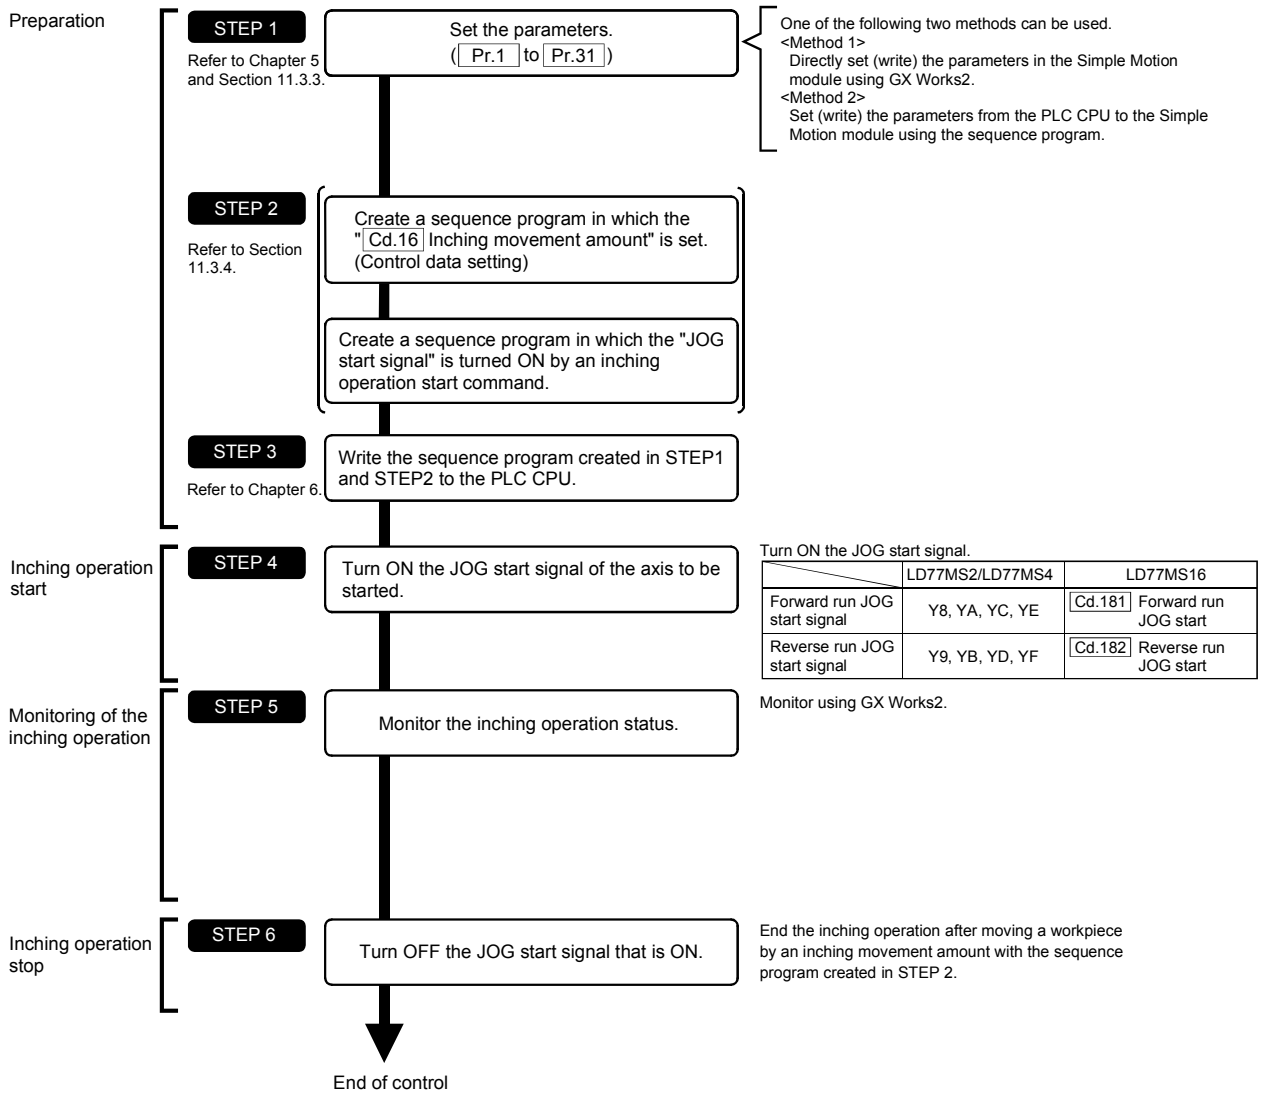 Preparation
STEP 1
Refer to Chapter 5
and Section 11.3.3.
Set the parameters.
( Pr.1 to Pr.31 )
One of the following two methods can be used.
<Method 1>
Directly set (write) the parameters in the Simple Motion
module using GX Works2.
<Method 2>
Set (write) the parameters from the PLC CPU to the Simple
Motion module using the sequence program.
STEP 2
Refer to Section
11.3.4.
Create a sequence program in which the
" Cd.16 Inching movement amount" is set.
(Control data setting)
Create a sequence program in which the "JOG
start signal" is turned ON by an inching
operation start command.
STEP 3
Refer to Chapter 6.
Write the sequence program created in STEP1
and STEP2 to the PLC CPU.
Inching operation
start
STEP 4
Turn ON the JOG start signal of the axis to be
started.
Turn ON the JOG start signal.
LD77MS2/LD77MS4 LD77MS16
Forward run JOG
start signal
Y8, YA, YC, YE
Cd.181 Forward run
JOG start
Reverse run JOG
start signal
Y9, YB, YD, YF
Cd.182 Reverse run
JOG start
Monitoring of the
inching operation
STEP 5
Monitor the inching operation status.
Monitor using GX Works2.
Inching operation
stop
STEP 6
Turn OFF the JOG start signal that is ON.
End the inching operation after moving a workpiece
by an inching movement amount with the sequence
program created in STEP 2.
End of control